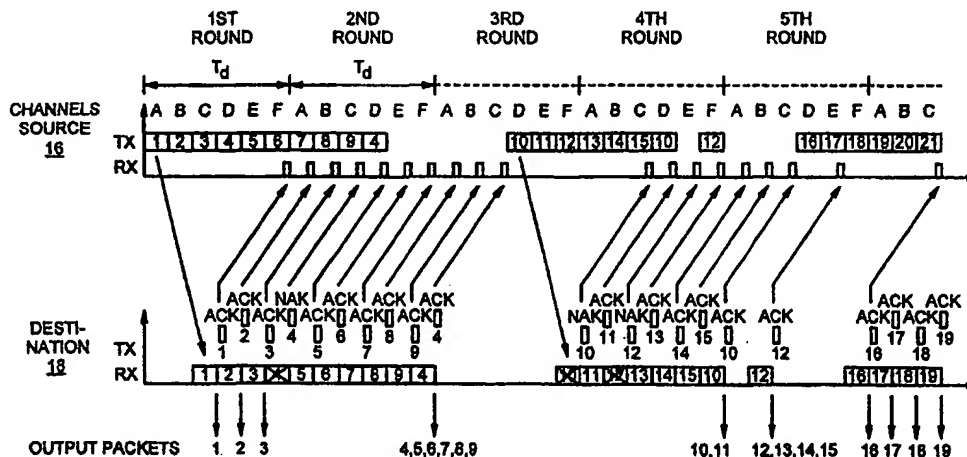 1ST ROUND 2ND ROUND 3RD ROUND 4TH ROUND 5TH ROUND
Td Td
CHANNELS A B C D E F A B C D E F A B C D E F A B C D E F A B C D E F A B C
SOURCE 16
TX 1 2 3 4 5 6 7 8 9 4 10 11 12 13 14 15 10 12 16 17 18 19 20 21
RX
ACK NAK ACK ACK ACK ACK ACK ACK ACK ACK
ACK 2 ACK 4 ACK 6 ACK 8 ACK 4 NAK 11 NAK 13 ACK 15 ACK ACK ACK 17 ACK 19
DESTI-NATION 18
TX 1 3 5 7 9 10 12 14 10 12 16 18
RX 1 2 3 4 5 6 7 8 9 4 11 13 14 15 10 12 16 17 18 19
OUTPUT PACKETS 1. 2 3 4,5,6,7,8,9 10,11 12,13,14,15 16 17 18 19